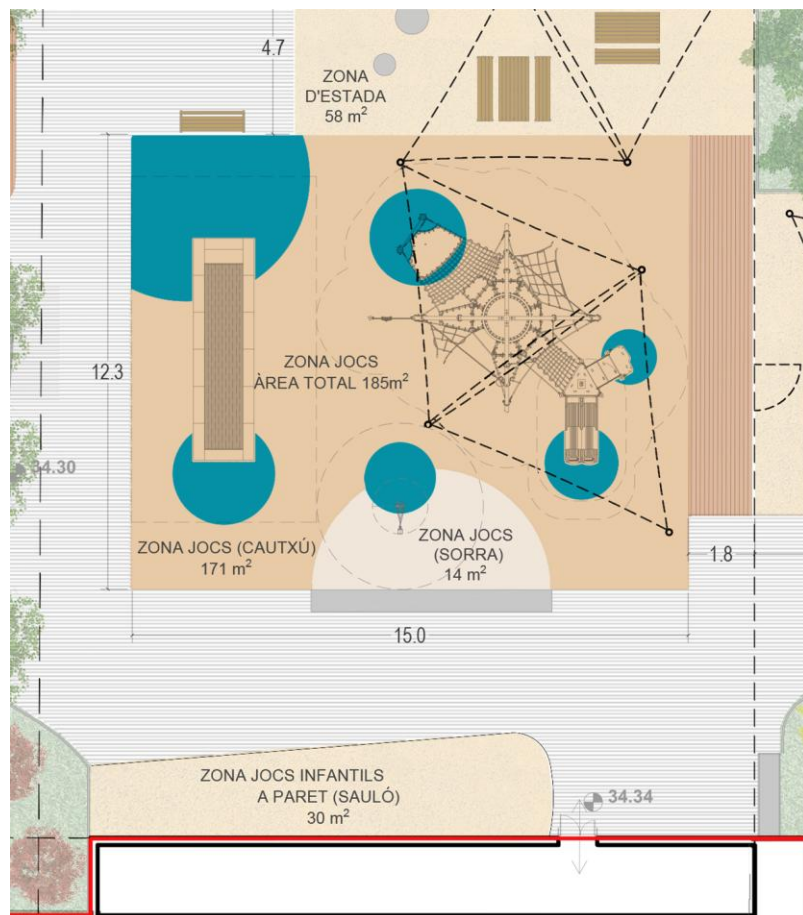 4.7
ZONA
D'ESTADA
58 m²
12.3
ZONA JOCS
ÀREA TOTAL 185m²
34.30
ZONA JOCS (CAUTXÚ)
171 m²
ZONA JOCS
(SORRA)
14 m²
1.8
15.0
ZONA JOCS INFANTILS
A PARET (SAULÓ)
30 m²
34.34